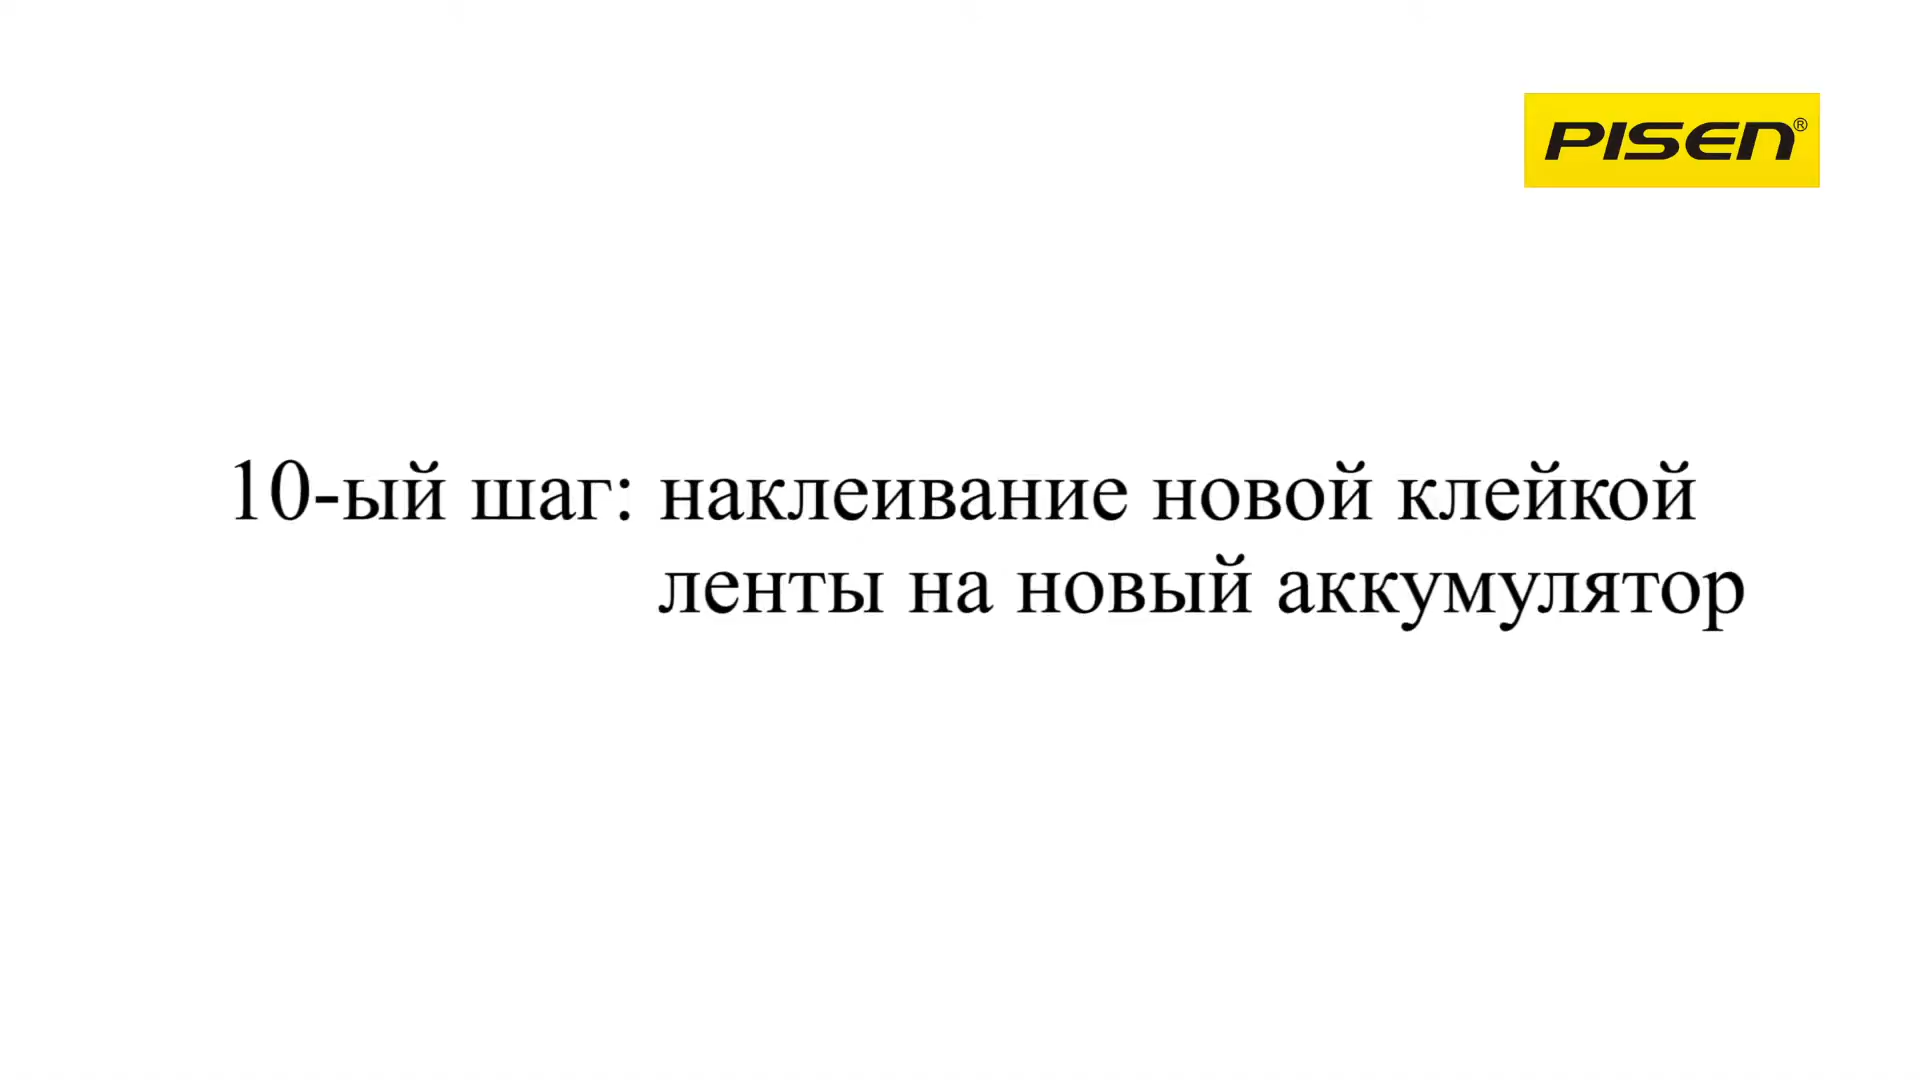 PISEN®
10-ый шаг: наклеивание новой клейкой
ленты на новый аккумулятор